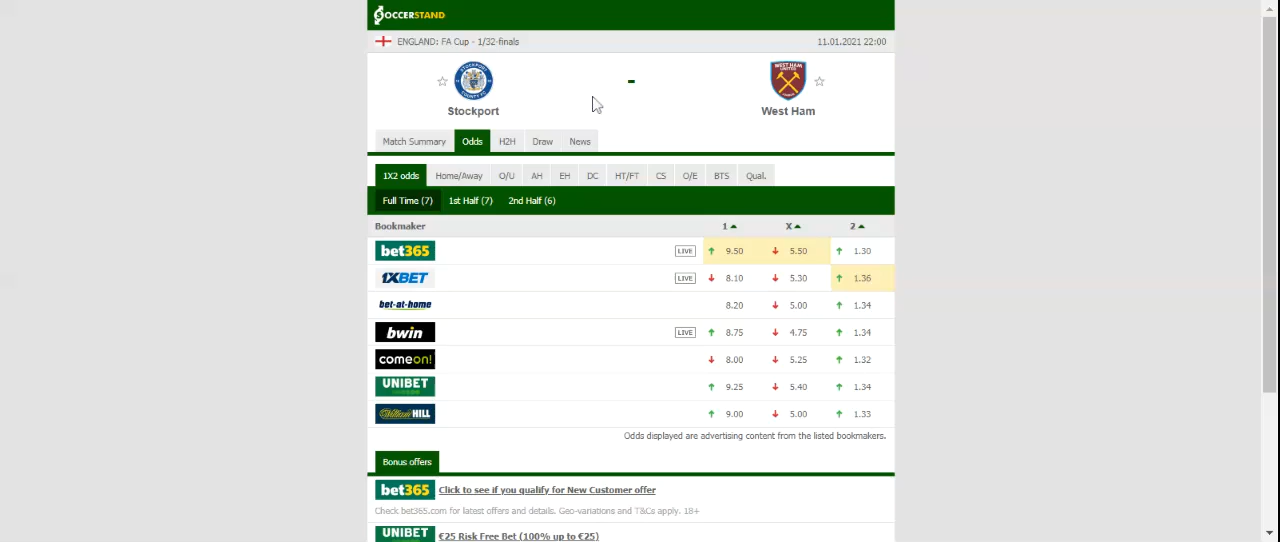 SOCCERSTAND
ENGLAND: FA Cup - 1/32-finals 11.01.2021 22:00
-
Stockport West Ham
Match Summary Odds H2H Draw News
1X2 odds Home/Away O/U AH EH DC HT/FT CS O/E BTS Qual.
Full Time (7) 1st Half (7) 2nd Half (6)
Bookmaker 1 X 2
bet365 LIVE 9.50 5.50 1.30
1XBET LIVE 8.10 5.30 1.36
bet-at-home 8.20 5.00 1.34
bwin LIVE 8.75 4.75 1.34
comeon! 8.00 5.25 1.32
UNIBET 9.25 5.40 1.34
William HILL 9.00 5.00 1.33
Odds displayed are advertising content from the listed bookmakers.
Bonus offers
bet365 Click to see if you qualify for New Customer offer
Check bet365.com for latest offers and details. Geo-variations and T&Cs apply. 18+
UNIBET €25 Risk Free Bet (100% up to €25)